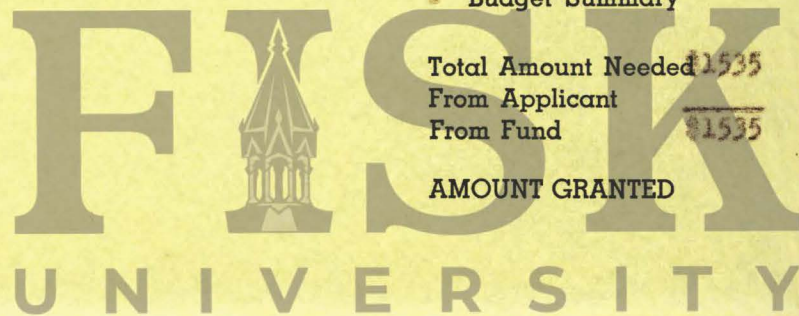 Budget Summary
Total Amount Needed $1535
From Applicant
From Fund $1535
AMOUNT GRANTED
FISK
UNIVERSITY